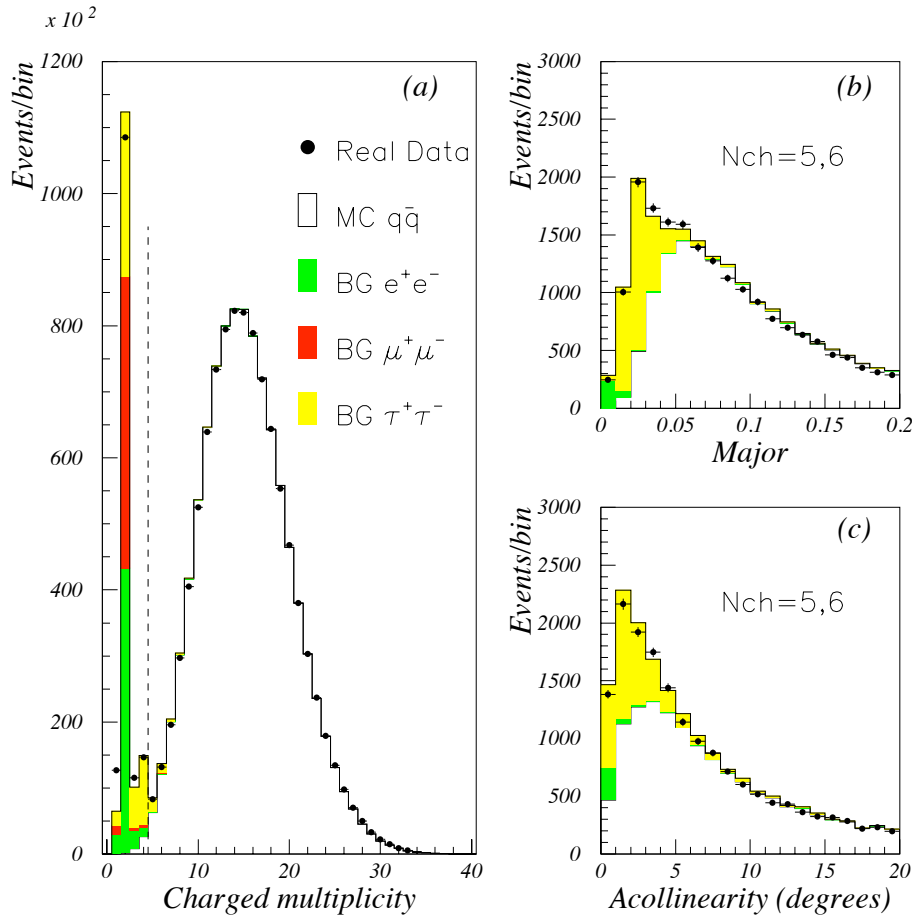 x 10²
Events/bin
1200
1000
800
600
400
200
0
(a)
Real Data
MC qq̄
BG e⁺e⁻
BG μ⁺μ⁻
BG τ⁺τ⁻
0
10
20
30
40
Charged multiplicity
Events/bin
3000
2500
2000
1500
1000
500
0
(b)
Nch=5,6
0
0.05
0.1
0.15
0.2
Major
Events/bin
3000
2500
2000
1500
1000
500
0
(c)
Nch=5,6
0
5
10
15
20
Acollinearity (degrees)